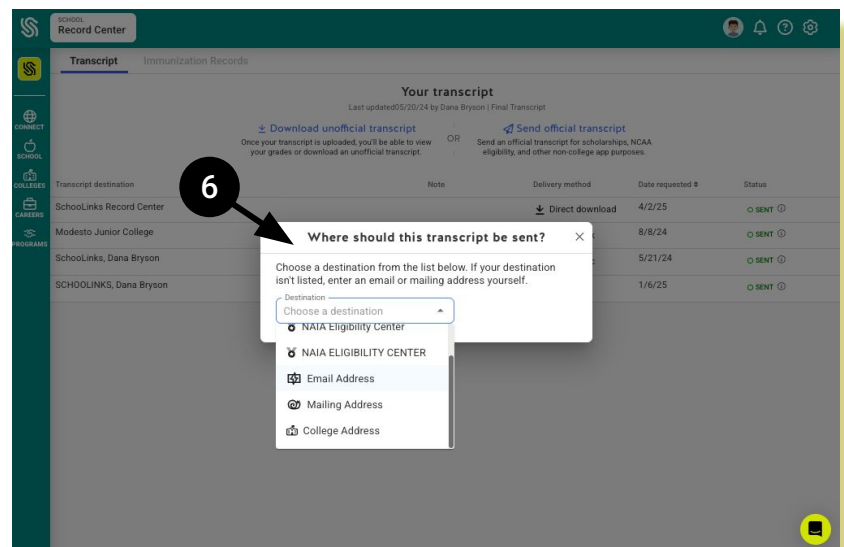 SCHOOL
Record Center
CONNECT
SCHOOL
COLLEGES
CAREERS
PROGRAMS
Transcript Immunization Records
Your transcript
Last updated05/20/24 by Dana Bryson | Final Transcript
Download unofficial transcript
Once your transcript is uploaded, you'll be able to view
your grades or download an unofficial transcript.
OR
Send official transcript
Send an official transcript for scholarships, NCAA
eligibility, and other non-college app purposes.
Transcript destination Note Delivery method Date requested Status
SchooLinks Record Center Direct download 4/2/25 SENT
Modesto Junior College 8/8/24 SENT
SchooLinks, Dana Bryson 5/21/24 SENT
SCHOOLINKS, Dana Bryson 1/6/25 SENT
6
Where should this transcript be sent?
Choose a destination from the list below. If your destination
isn't listed, enter an email or mailing address yourself.
Destination
Choose a destination
NAIA Eligibility Center
NAIA ELIGIBILITY CENTER
Email Address
Mailing Address
College Address